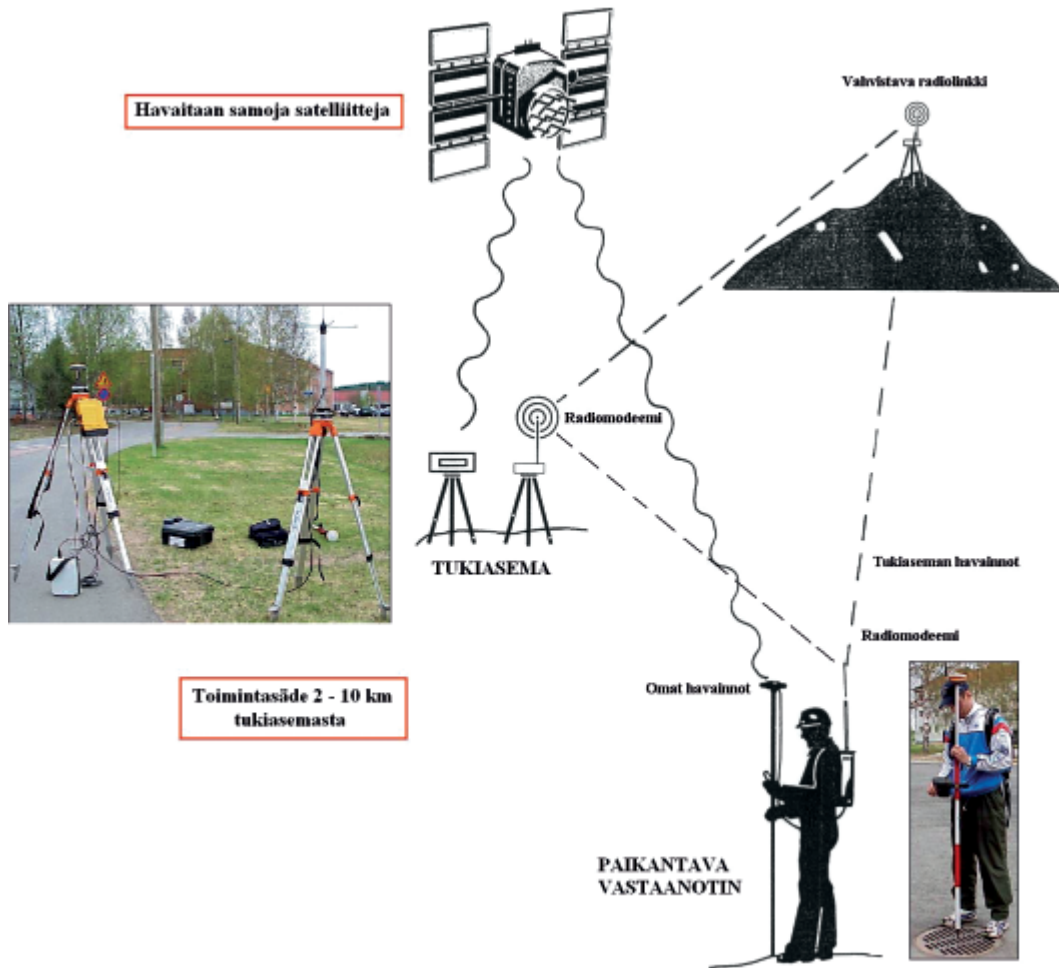 Havaitaan samoja satelliitteja
Vahvistava radiolinkki
Radiomodeemi
TUKIASEMA
Tukiaseman havainnot
Radiomodeemi
Toimintasäde 2 - 10 km
tukiasemasta
Omat havainnot
PAIKANTAVA
VASTAANOTIN